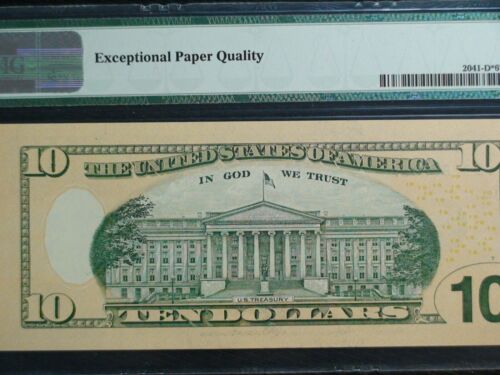 Exceptional Paper Quality
2041-D*6
10 THE UNITED STATES OF AMERICA 10
IN GOD WE TRUST
U.S. TREASURY
10 TEN DOLLARS 10